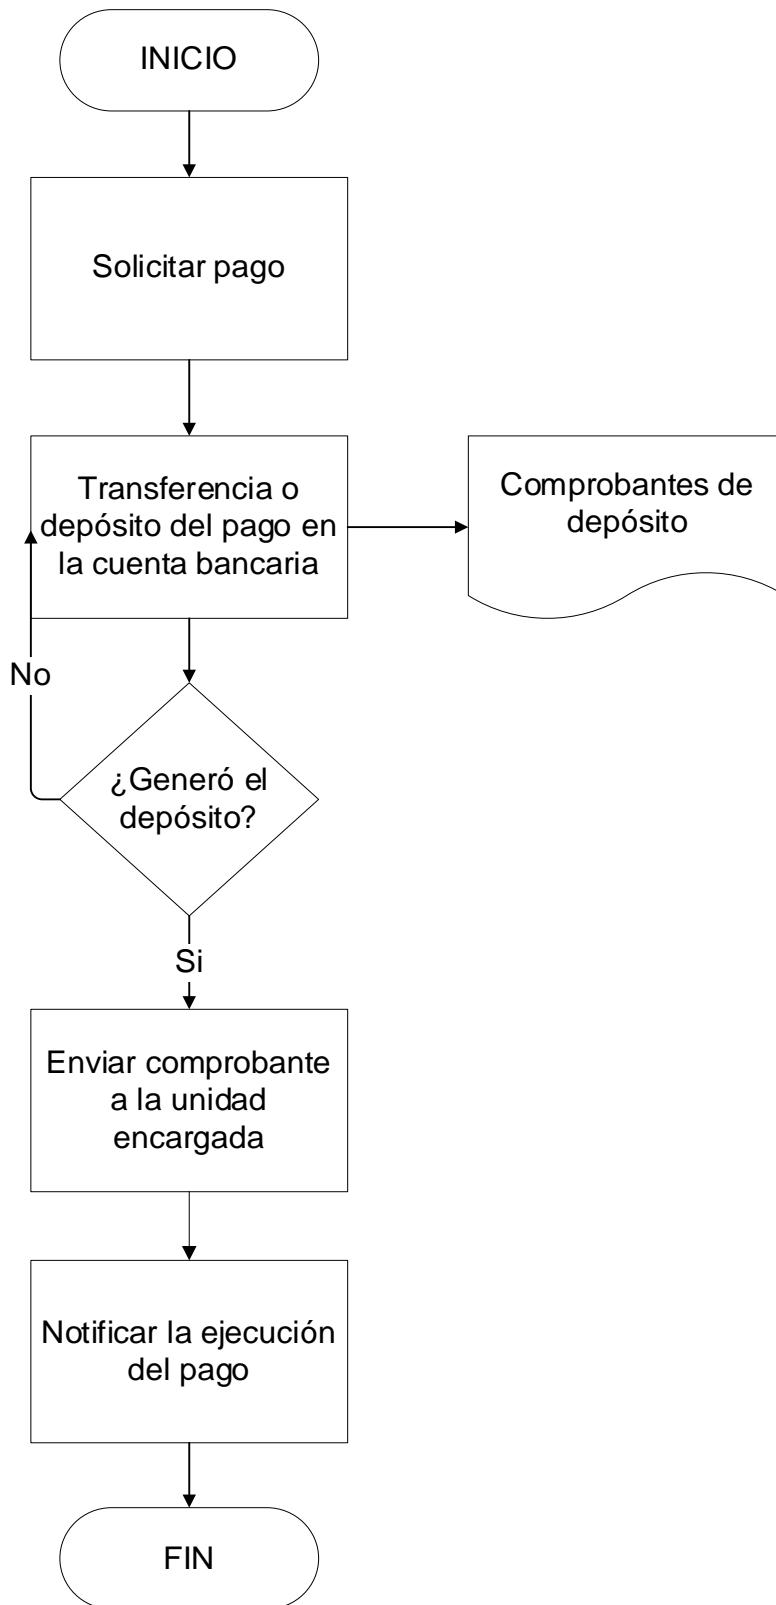 INICIO
Solicitar pago
Transferencia o
depósito del pago en
la cuenta bancaria
Comprobantes de
depósito
No
¿Generó el
depósito?
Si
Enviar comprobante
a la unidad
encargada
Notificar la ejecución
del pago
FIN